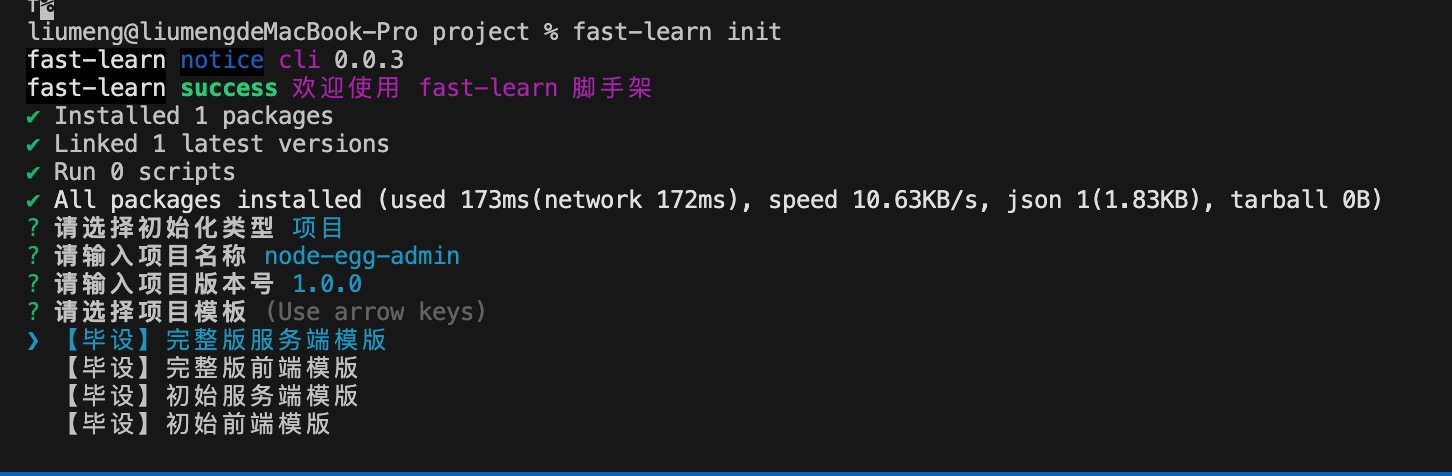 liumeng@liumengdeMacBook-Pro project % fast-learn init
fast-learn notice cli 0.0.3
fast-learn success 欢迎使用 fast-learn 脚手架
✔ Installed 1 packages
✔ Linked 1 latest versions
✔ Run 0 scripts
✔ All packages installed (used 173ms(network 172ms), speed 10.63KB/s, json 1(1.83KB), tarball 0B)
? 请选择初始化类型 项目
? 请输入项目名称 node-egg-admin
? 请输入项目版本号 1.0.0
? 请选择项目模板 (Use arrow keys)
❯ 【毕设】完整版服务端模版
【毕设】完整版前端模版
【毕设】初始服务端模版
【毕设】初始前端模版